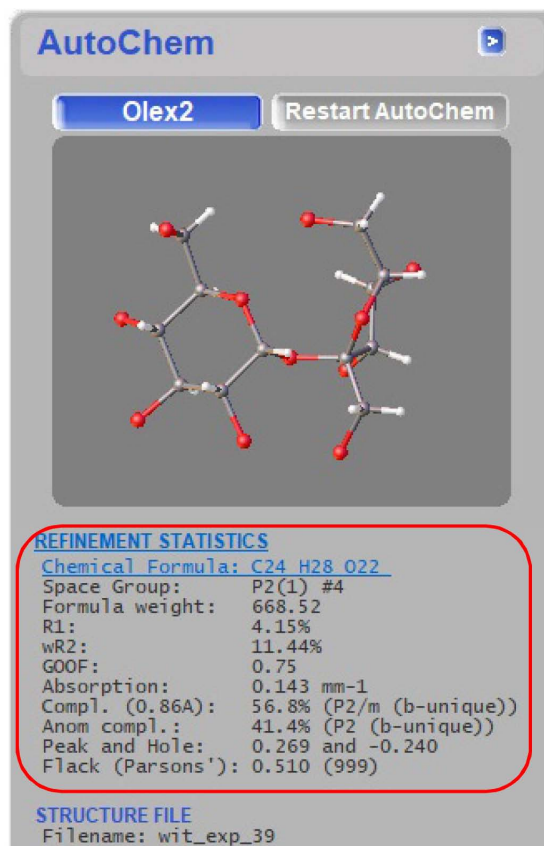 AutoChem
Olex2 Restart AutoChem
REFINEMENT STATISTICS
Chemical Formula: C24 H28 O22
Space Group: P2(1) #4
Formula weight: 668.52
R1: 4.15%
wR2: 11.44%
GOOF: 0.75
Absorption: 0.143 mm-1
Compl. (0.86A): 56.8% (P2/m (b-unique))
Anom compl.: 41.4% (P2 (b-unique))
Peak and Hole: 0.269 and -0.240
Flack (Parsons'): 0.510 (999)
STRUCTURE FILE
Filename: wit_exp_39